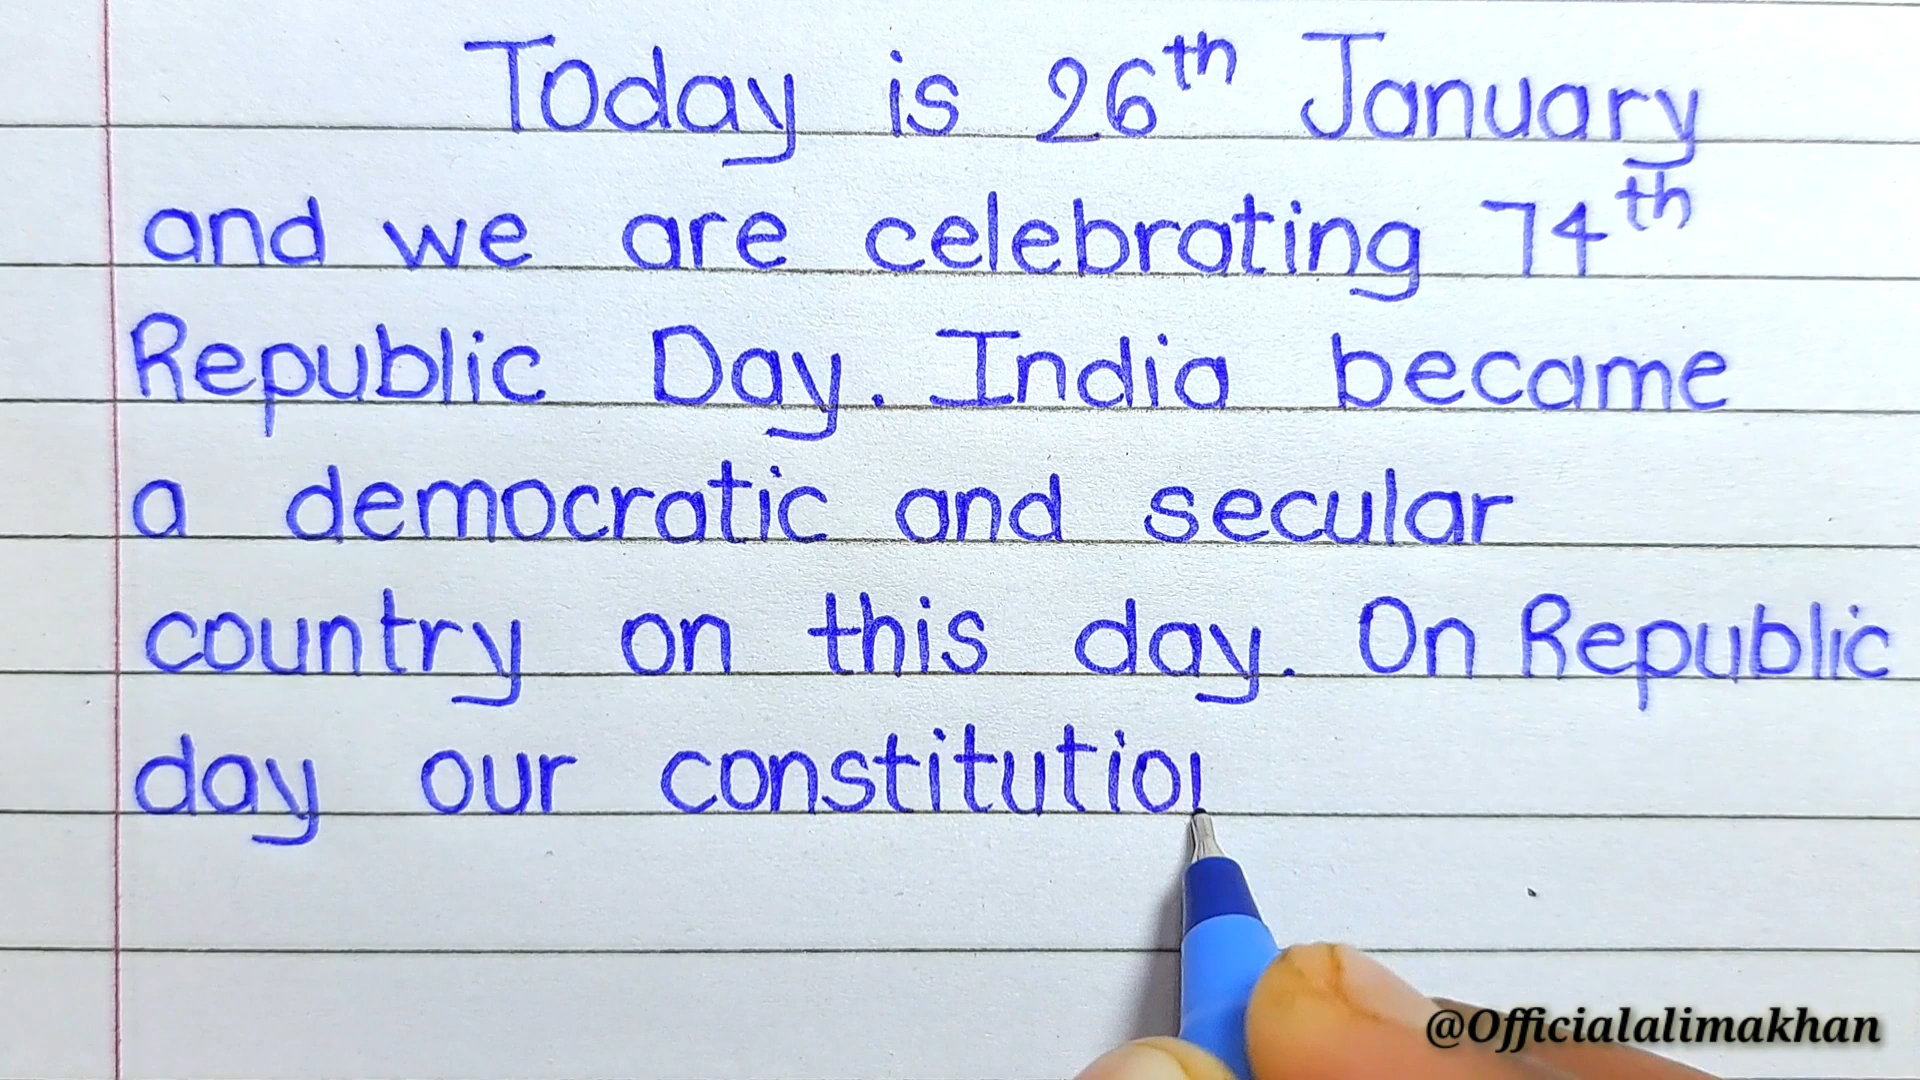 Today is 26th January
and we are celebrating 74th
Republic Day. India became
a democratic and secular
country on this day. On Republic
day our constitution
@Officialalimakhan